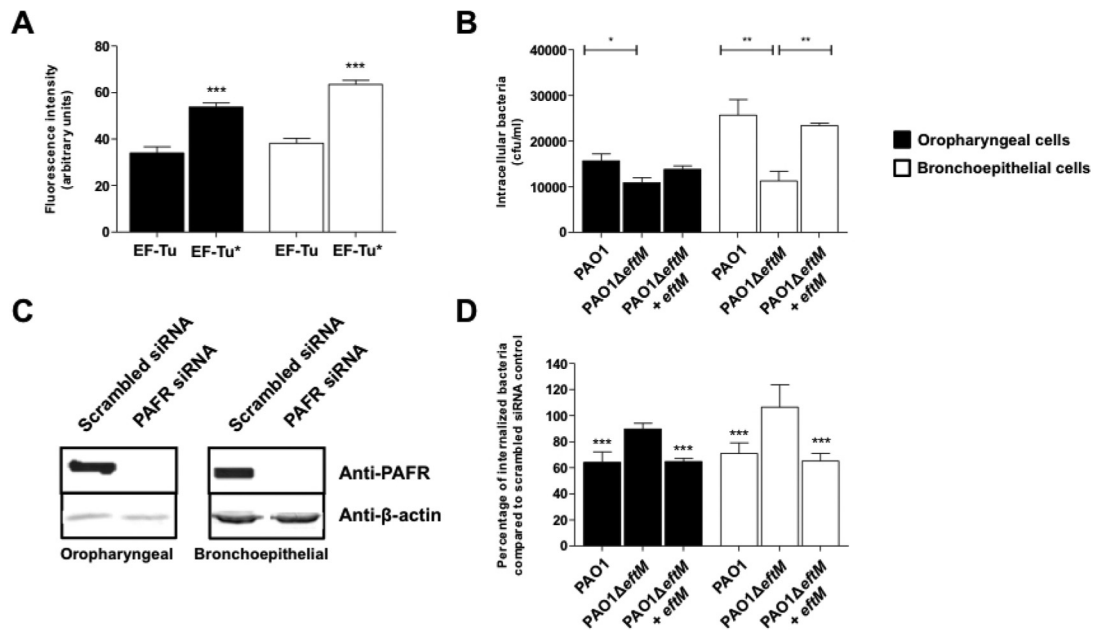 A
Fluorescence intensity
(arbitrary units)
80
60
40
20
0
***
***
EF-Tu
EF-Tu*
EF-Tu
EF-Tu*
B
Intracellular bacteria
(cfu/ml)
40000
30000
20000
10000
0
*
**
**
PAO1
PAO1ΔeftM
PAO1ΔeftM
+ eftM
PAO1
PAO1ΔeftM
PAO1ΔeftM
+ eftM
Oropharyngeal cells
Bronchoepithelial cells
C
Scrambled siRNA
PAFR siRNA
Scrambled siRNA
PAFR siRNA
Anti-PAFR
Anti-β-actin
Oropharyngeal
Bronchoepithelial
D
Percentage of internalized bacteria
compared to scrambled siRNA control
140
120
100
80
60
40
20
0
***
***
***
***
PAO1
PAO1ΔeftM
PAO1ΔeftM
+ eftM
PAO1
PAO1ΔeftM
PAO1ΔeftM
+ eftM